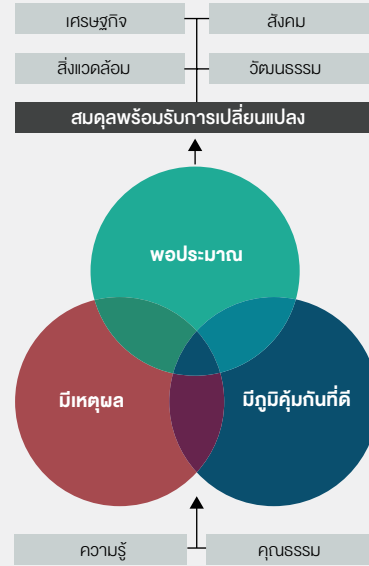 เศรษฐกิจ
สังคม
สิ่งแวดล้อม
วัฒนธรรม
สมดุลพร้อมรับการเปลี่ยนแปลง
พอประมาณ
มีเหตุผล
มีภูมิคุ้มกันที่ดี
ความรู้
คุณธรรม